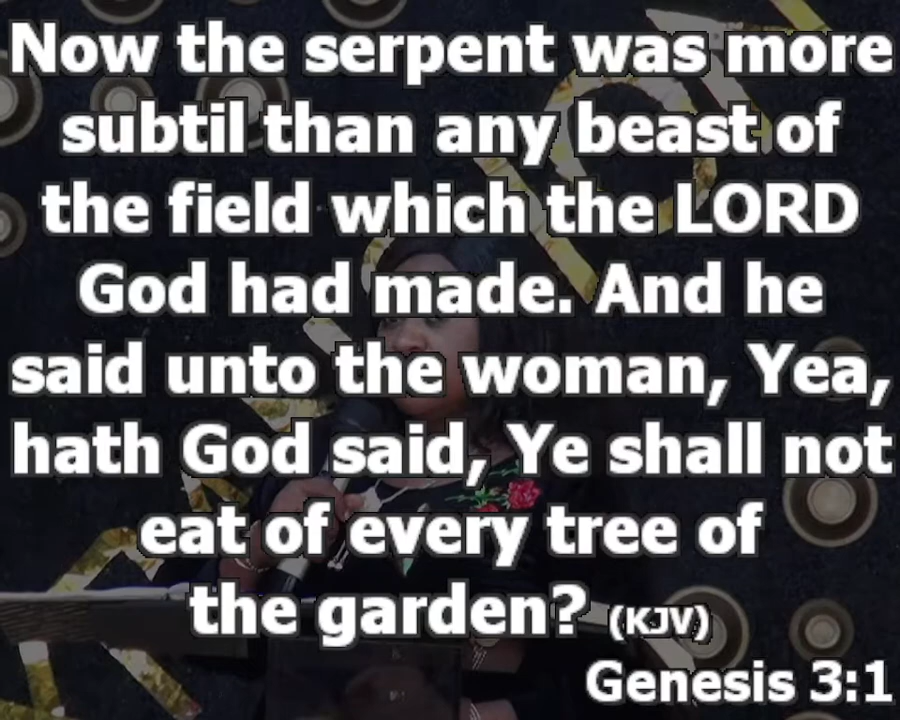 Now the serpent was more
subtil than any beast of
the field which the LORD
God had made. And he
said unto the woman, Yea,
hath God said, Ye shall not
eat of every tree of
the garden? (KJV)
Genesis 3:1